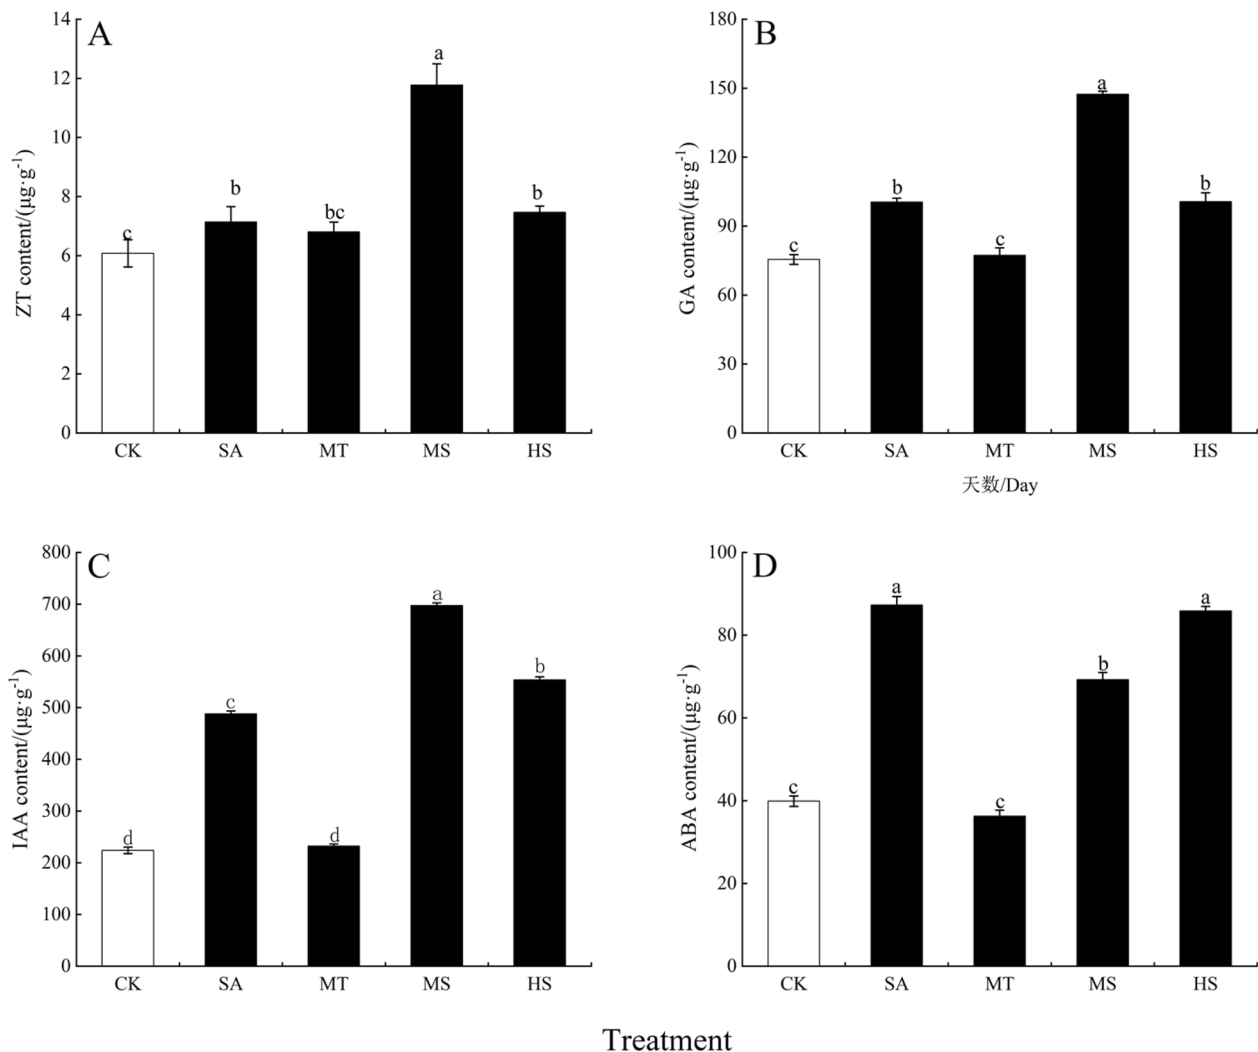 A
ZT content/(μg·g-1)
14
12
10
8
6
4
2
0
c
b
bc
a
b
CK SA MT MS HS
B
GA content/(μg·g-1)
180
150
120
90
60
30
0
c
b
c
a
b
CK SA MT MS HS
天数/Day
C
IAA content/(μg·g-1)
800
700
600
500
400
300
200
100
0
d
c
d
a
b
CK SA MT MS HS
D
ABA content/(μg·g-1)
100
80
60
40
20
0
c
a
c
b
a
CK SA MT MS HS
Treatment